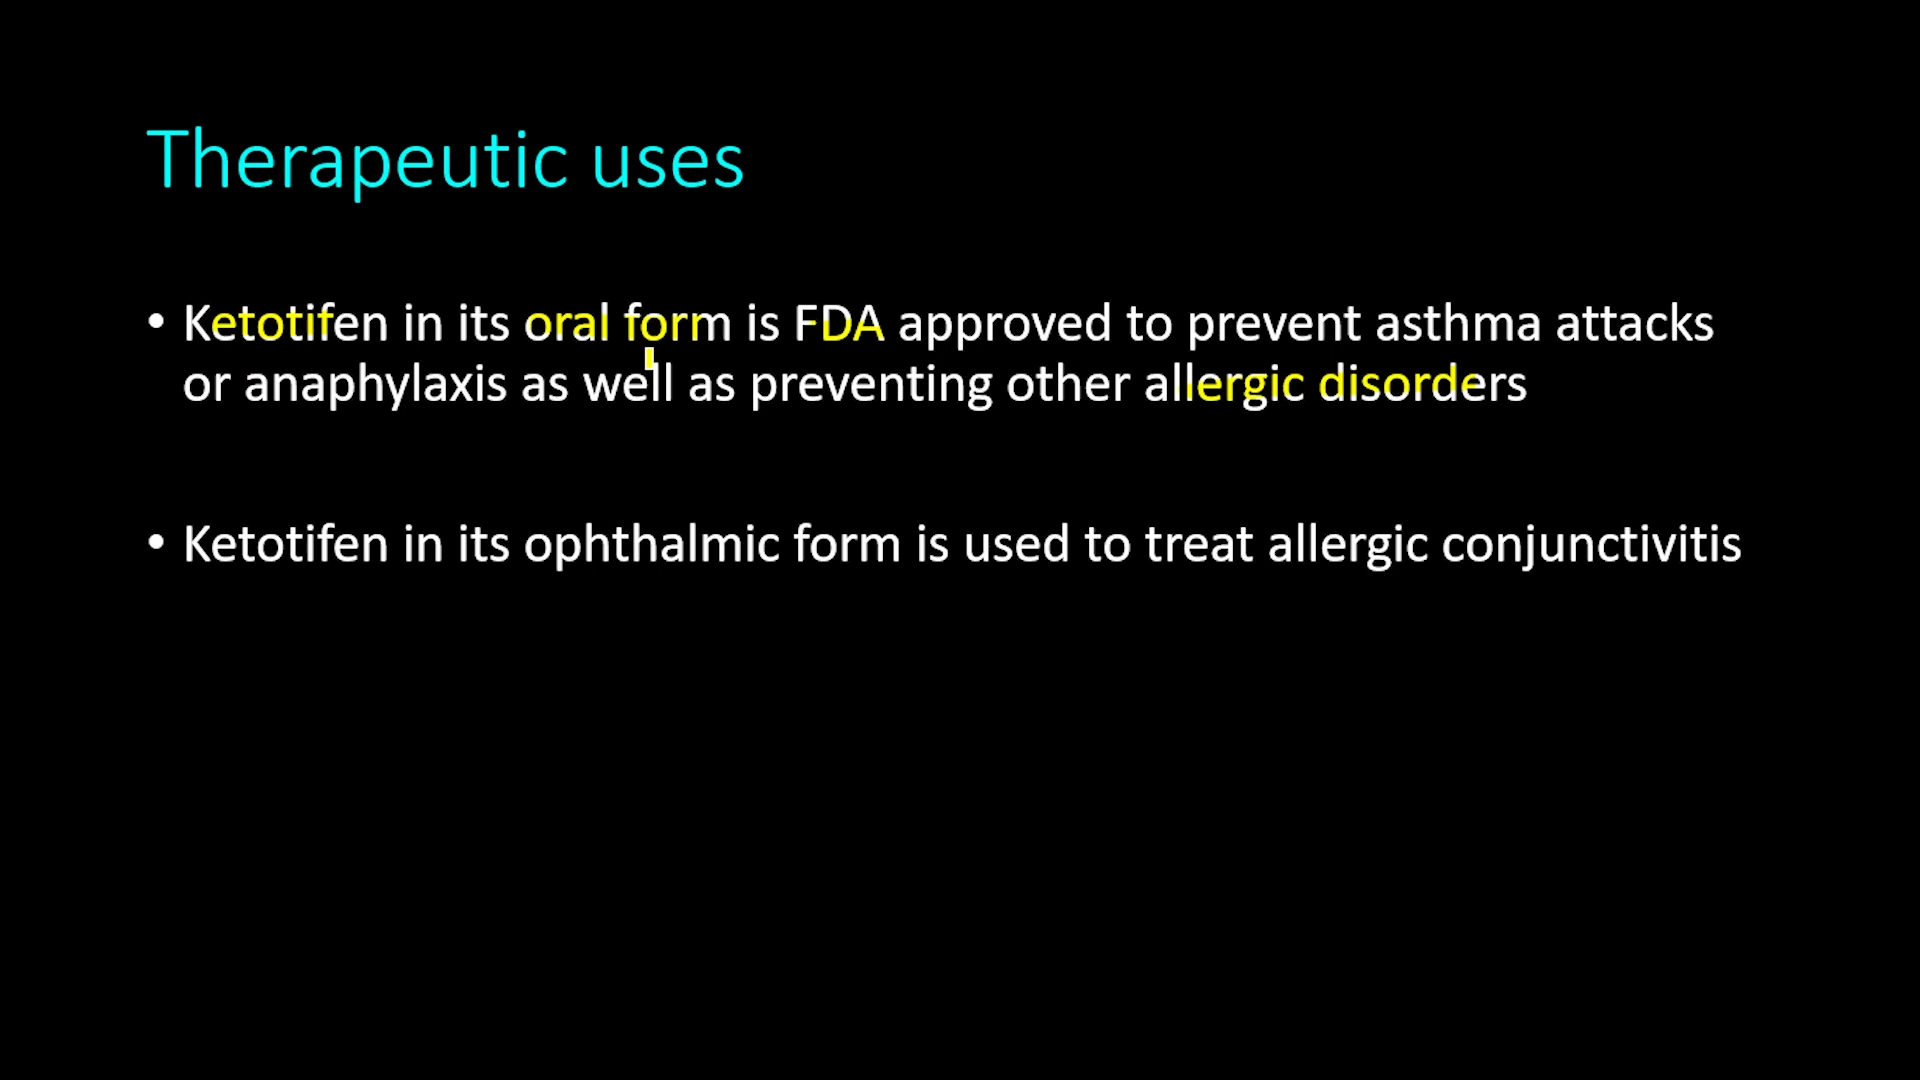 Therapeutic uses
• Ketotifen in its oral form is FDA approved to prevent asthma attacks
or anaphylaxis as well as preventing other allergic disorders
• Ketotifen in its ophthalmic form is used to treat allergic conjunctivitis